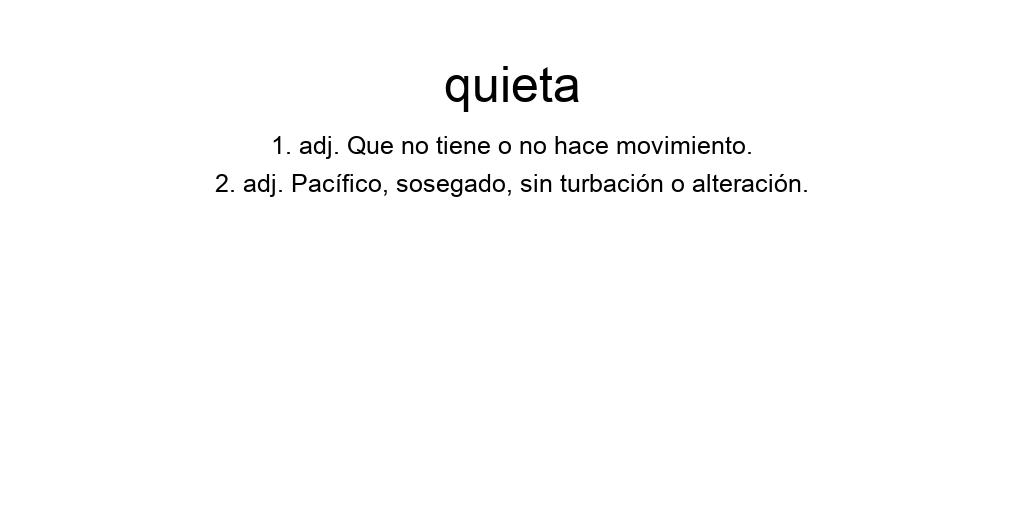 quieta
1. adj. Que no tiene o no hace movimiento.
2. adj. Pacífico, sosegado, sin turbación o alteración.